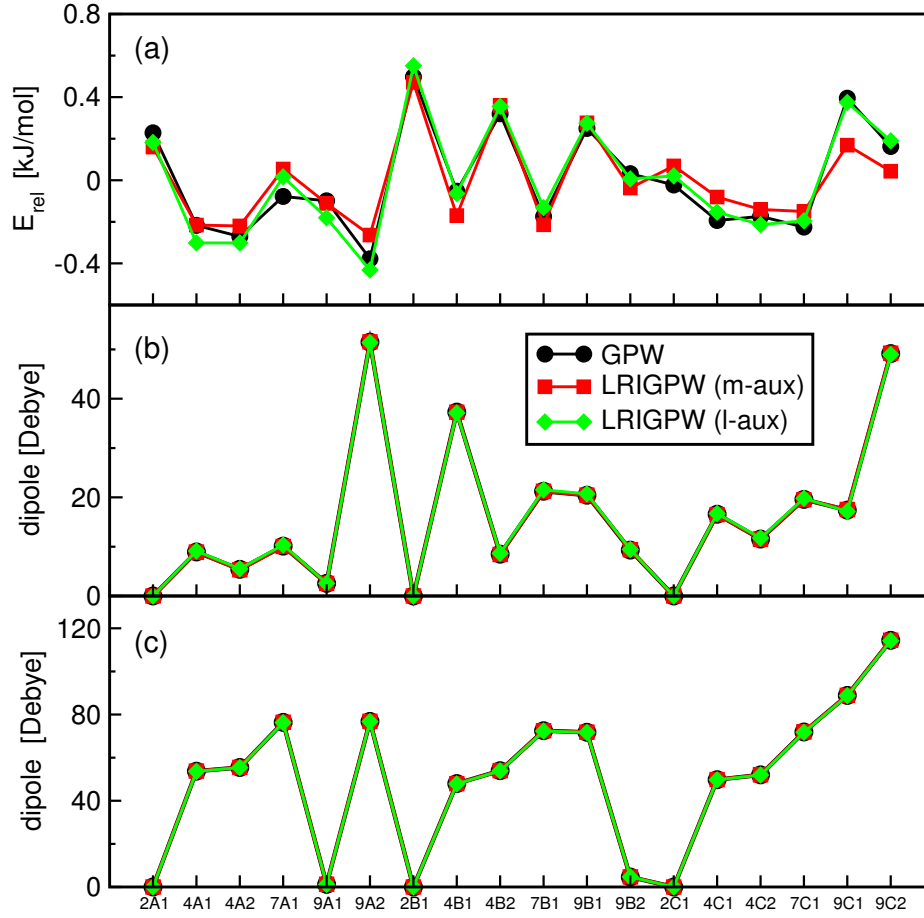 0.8
(a)
0.4
0
-0.4
E_rel [kJ/mol]
(b)
40
20
0
dipole [Debye]
GPW
LRIGPW (m-aux)
LRIGPW (l-aux)
120
(c)
80
40
0
dipole [Debye]
2A1 4A1 4A2 7A1 9A1 9A2 2B1 4B1 4B2 7B1 9B1 9B2 2C1 4C1 4C2 7C1 9C1 9C2